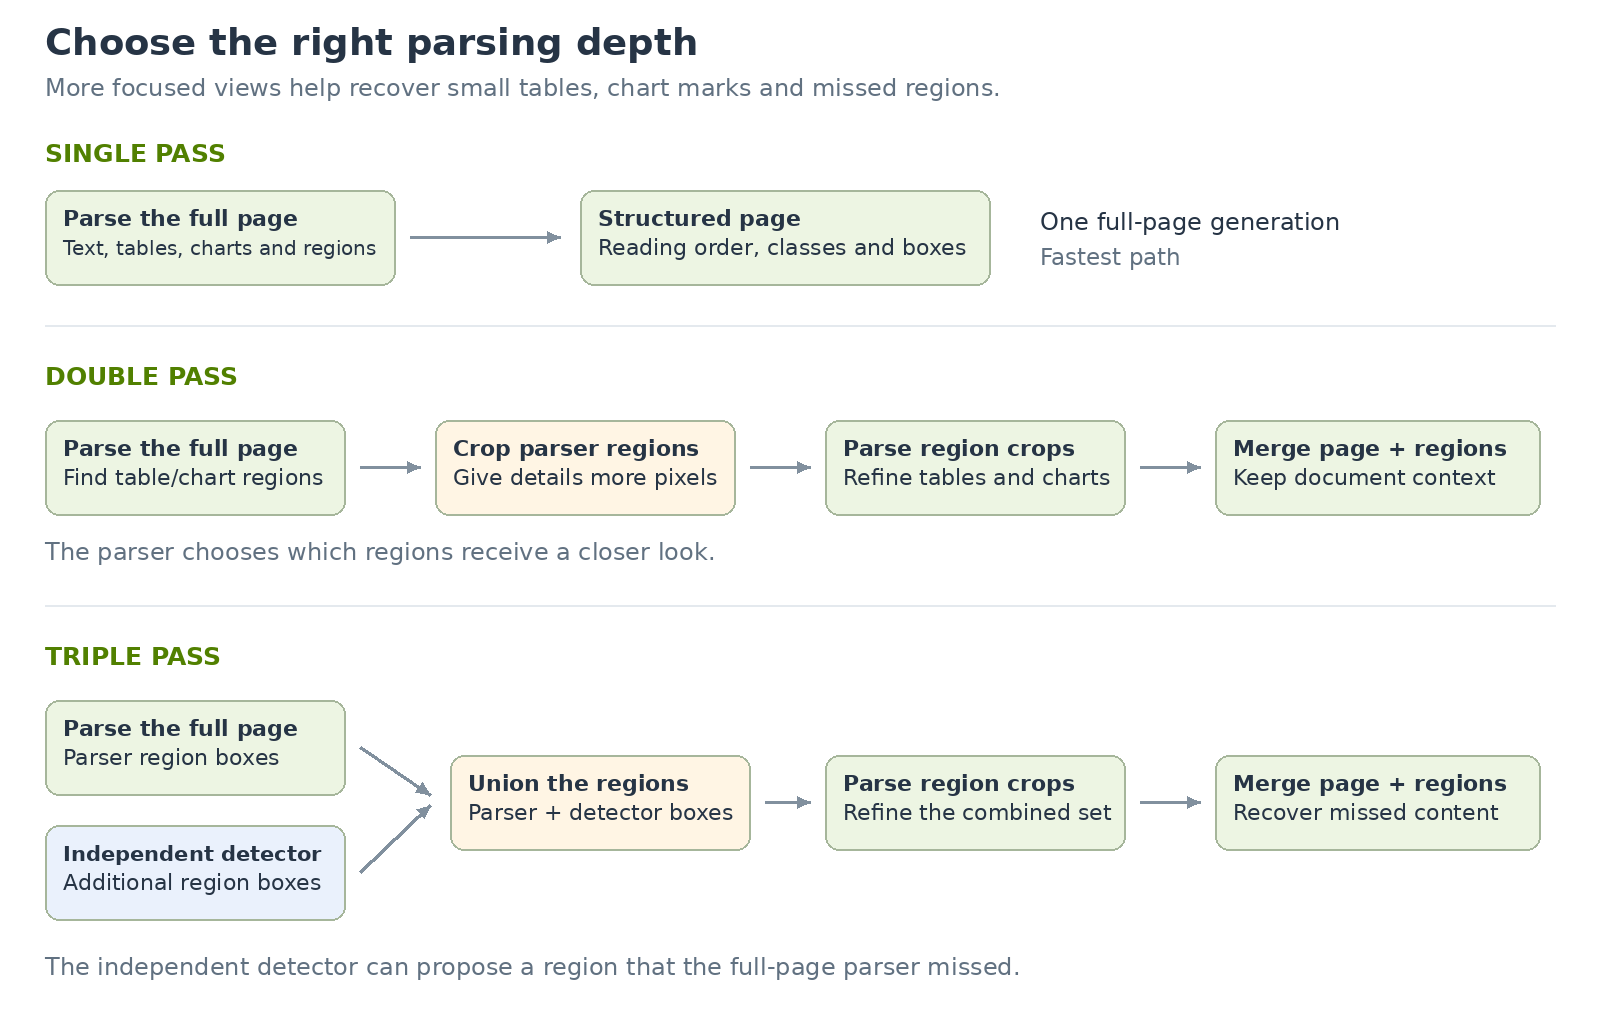 Choose the right parsing depth
More focused views help recover small tables, chart marks and missed regions.
SINGLE PASS
Parse the full page
Text, tables, charts and regions
Structured page
Reading order, classes and boxes
One full-page generation
Fastest path
DOUBLE PASS
Parse the full page
Find table/chart regions
Crop parser regions
Give details more pixels
Parse region crops
Refine tables and charts
Merge page + regions
Keep document context
The parser chooses which regions receive a closer look.
TRIPLE PASS
Parse the full page
Parser region boxes
Independent detector
Additional region boxes
Union the regions
Parser + detector boxes
Parse region crops
Refine the combined set
Merge page + regions
Recover missed content
The independent detector can propose a region that the full-page parser missed.